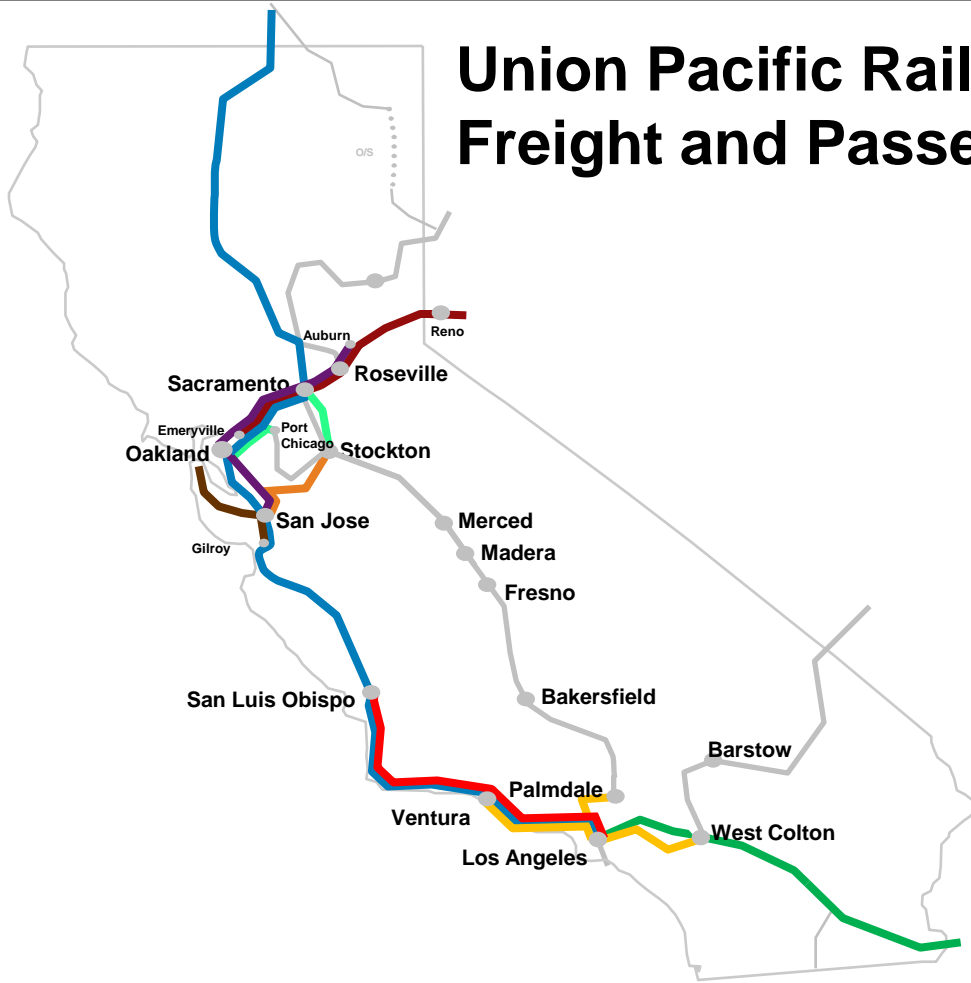 Union Pacific Rail
Freight and Passe
O/S
Auburn
Reno
Roseville
Sacramento
Emeryville
Port
Chicago
Oakland
Stockton
San Jose
Merced
Gilroy
Madera
Fresno
San Luis Obispo
Bakersfield
Barstow
Palmdale
Ventura
West Colton
Los Angeles